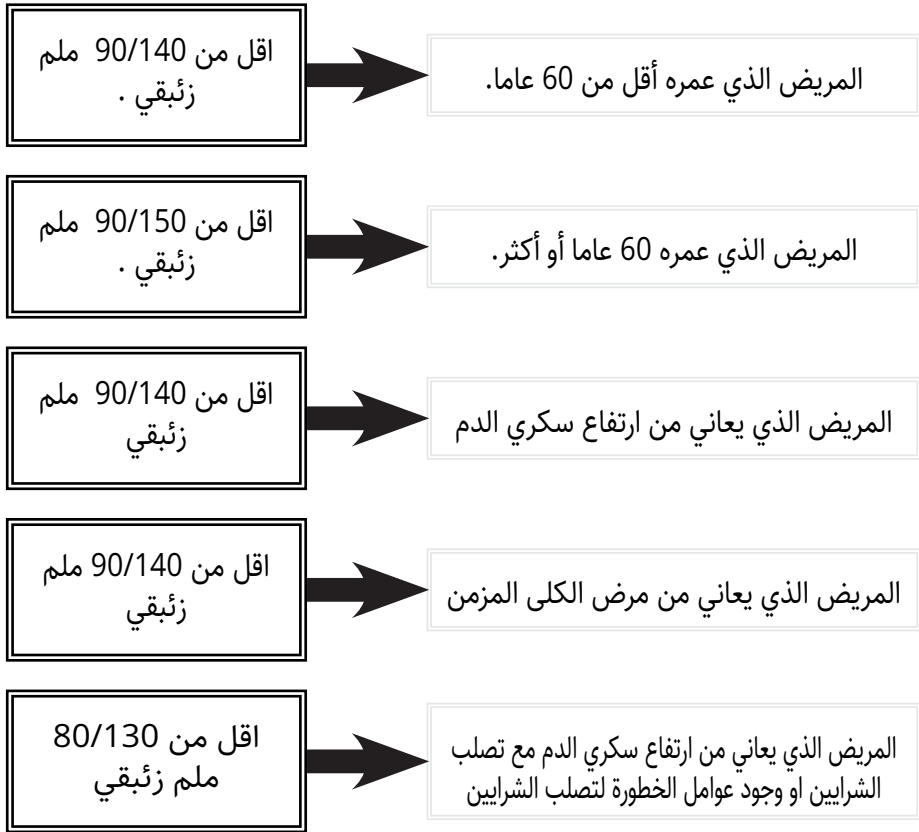 اقل من 90/140 ملم
زئبقي .
المريض الذي عمره أقل من 60 عاما.
اقل من 90/150 ملم
زئبقي .
المريض الذي عمره 60 عاما أو أكثر.
اقل من 90/140 ملم
زئبقي
المريض الذي يعاني من ارتفاع سكري الدم
اقل من 90/140 ملم
زئبقي
المريض الذي يعاني من مرض الكلى المزمن
اقل من 80/130
ملم زئبقي
المريض الذي يعاني من ارتفاع سكري الدم مع تصلب
الشرايين او وجود عوامل الخطورة لتصلب الشرايين